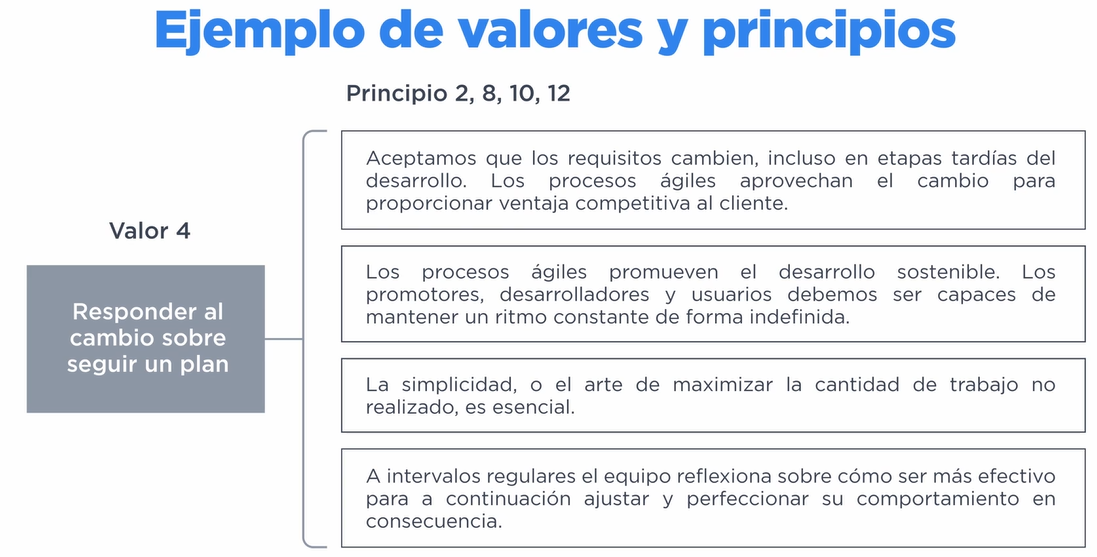 Ejemplo de valores y principios
Principio 2, 8, 10, 12
Aceptamos que los requisitos cambien, incluso en etapas tardías del
desarrollo. Los procesos ágiles aprovechan el cambio para
proporcionar ventaja competitiva al cliente.
Valor 4
Responder al
cambio sobre
seguir un plan
Los procesos ágiles promueven el desarrollo sostenible. Los
promotores, desarrolladores y usuarios debemos ser capaces de
mantener un ritmo constante de forma indefinida.
La simplicidad, o el arte de maximizar la cantidad de trabajo no
realizado, es esencial.
A intervalos regulares el equipo reflexiona sobre cómo ser más efectivo
para a continuación ajustar y perfeccionar su comportamiento en
consecuencia.